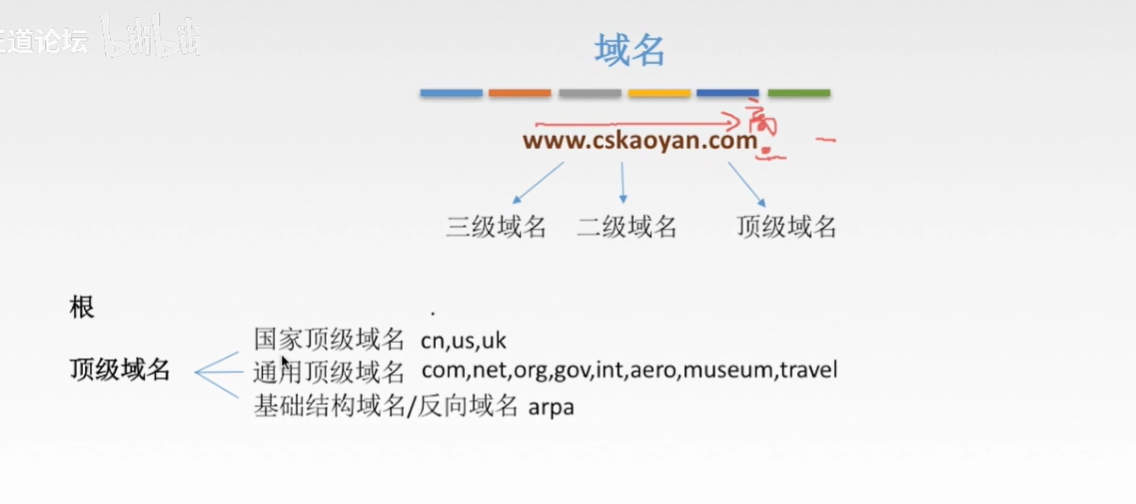 王道论坛 bilibili
域名
www.cskaoyan.com
高
三级域名 二级域名 顶级域名
根 .
国家顶级域名 cn,us,uk
顶级域名
通用顶级域名 com,net,org,gov,int,aero,museum,travel
基础结构域名/反向域名 arpa